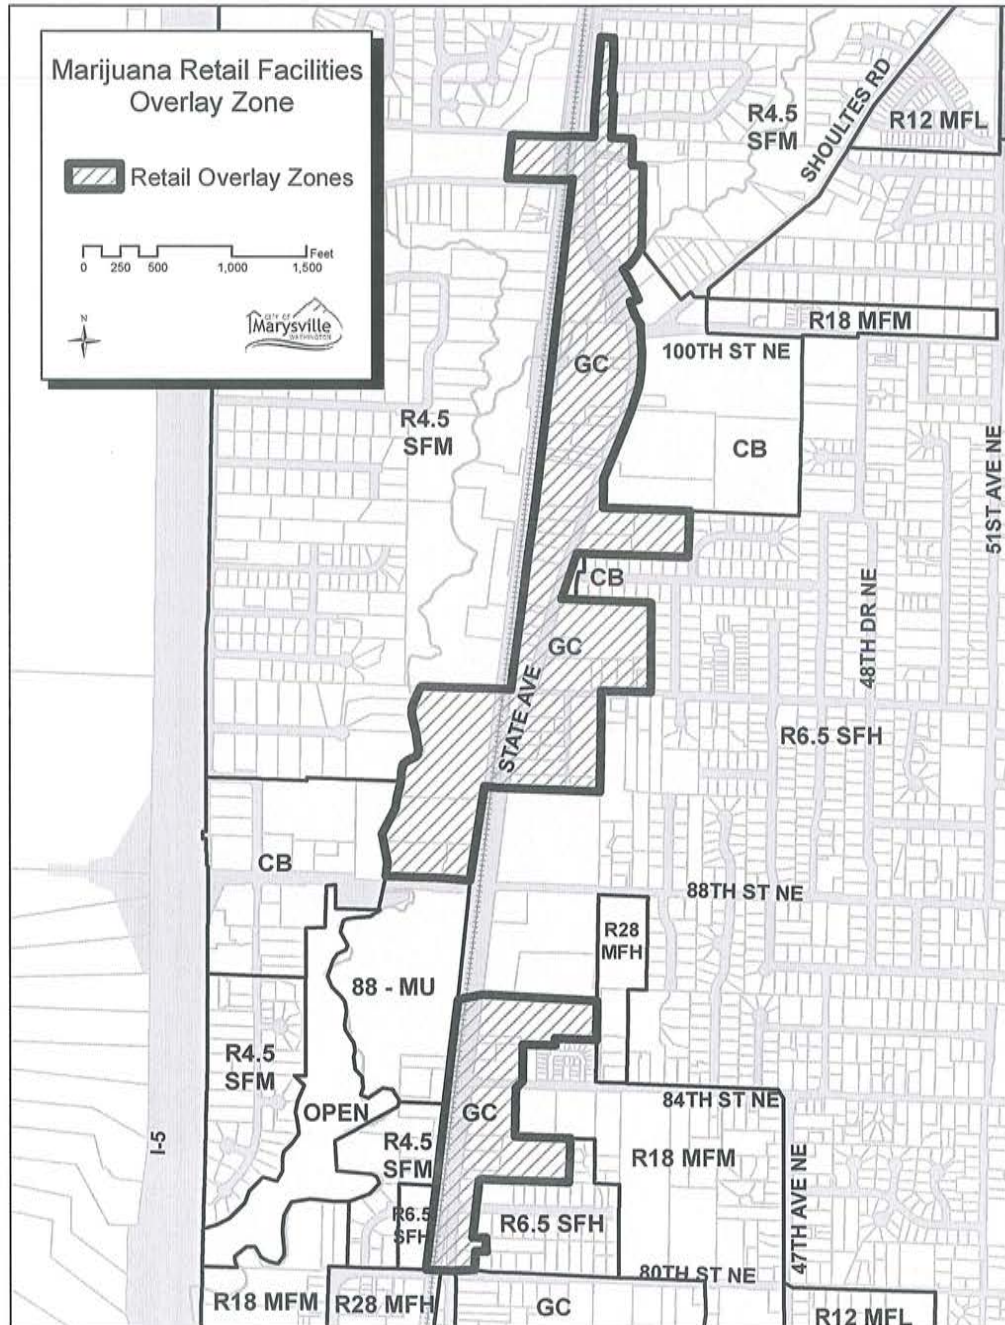 Marijuana Retail Facilities
Overlay Zone
Retail Overlay Zones
Feet
0 250 500 1,000 1,500
N
CITY OF
Marysville
WASHINGTON
R4.5
SFM
SHOULTES RD
R12 MFL
R18 MFM
100TH ST NE
GC
R4.5
SFM
CB
51ST AVE NE
CB
48TH DR NE
GC
STATE AVE
R6.5 SFH
CB
88TH ST NE
R28
MFH
88 - MU
R4.5
SFM
OPEN
GC
84TH ST NE
I-5
R4.5
SFM
R18 MFM
47TH AVE NE
R6.5
SFH
R6.5 SFH
80TH ST NE
R18 MFM
R28 MFH
GC
R12 MFL